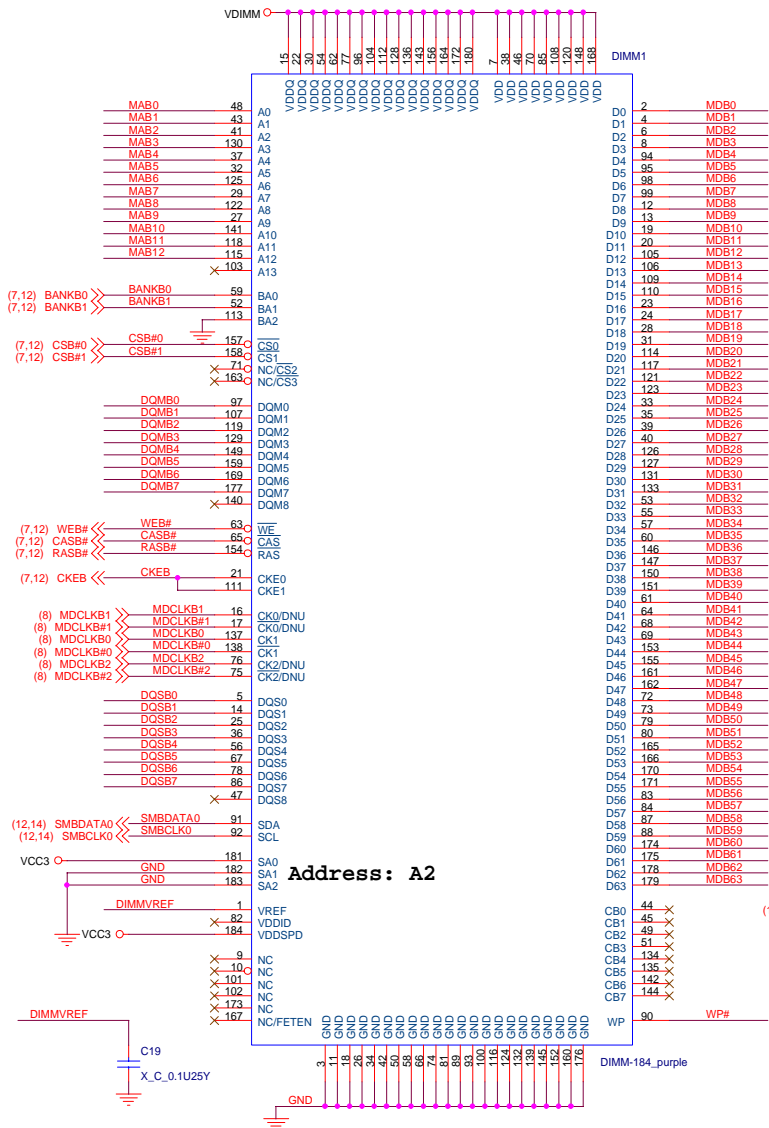 VDIMM
15 22 30 54 62 77 96 104 112 128 136 143 156 164 172 180 7 38 46 70 85 108 120 148 168
DIMM1
VDDQ VDDQ VDDQ VDDQ VDDQ VDDQ VDDQ VDDQ VDDQ VDDQ VDDQ VDDQ VDDQ VDDQ VDDQ VDDQ VDD VDD VDD VDD VDD VDD VDD VDD VDD
MAB0 48 A0
MAB1 43 A1
MAB2 41 A2
MAB3 130 A3
MAB4 37 A4
MAB5 32 A5
MAB6 125 A6
MAB7 29 A7
MAB8 122 A8
MAB9 27 A9
MAB10 141 A10
MAB11 118 A11
MAB12 115 A12
103 A13
(7,12) BANKB0 BANKB0 59 BA0
(7,12) BANKB1 BANKB1 52 BA1
113 BA2
(7,12) CSB#0 CSB#0 157 CS0
(7,12) CSB#1 CSB#1 158 CS1
71 NC/CS2
163 NC/CS3
DQMB0 97 DQM0
DQMB1 107 DQM1
DQMB2 119 DQM2
DQMB3 129 DQM3
DQMB4 149 DQM4
DQMB5 159 DQM5
DQMB6 169 DQM6
DQMB7 177 DQM7
140 DQM8
(7,12) WEB# WEB# 63 WE
(7,12) CASB# CASB# 65 CAS
(7,12) RASB# RASB# 154 RAS
(7,12) CKEB CKEB 21 CKE0
111 CKE1
(8) MDCLKB1 MDCLKB1 16 CK0/DNU
(8) MDCLKB#1 MDCLKB#1 17 CK0/DNU
(8) MDCLKB0 MDCLKB0 137 CK1
(8) MDCLKB#0 MDCLKB#0 138 CK1
(8) MDCLKB2 MDCLKB2 76 CK2/DNU
(8) MDCLKB#2 MDCLKB#2 75 CK2/DNU
DQSB0 5 DQS0
DQSB1 14 DQS1
DQSB2 25 DQS2
DQSB3 36 DQS3
DQSB4 56 DQS4
DQSB5 67 DQS5
DQSB6 78 DQS6
DQSB7 86 DQS7
47 DQS8
(12,14) SMBDATA0 SMBDATA0 91 SDA
(12,14) SMBCLK0 SMBCLK0 92 SCL
VCC3 181 SA0
GND 182 SA1
GND 183 SA2
Address: A2
DIMMVREF 1 VREF
82 VDDID
VCC3 184 VDDSPD
9 NC
10 NC
101 NC
102 NC
173 NC
167 NC/FETEN
D0 2 MDB0
D1 4 MDB1
D2 6 MDB2
D3 8 MDB3
D4 94 MDB4
D5 95 MDB5
D6 98 MDB6
D7 99 MDB7
D8 12 MDB8
D9 13 MDB9
D10 19 MDB10
D11 20 MDB11
D12 105 MDB12
D13 106 MDB13
D14 109 MDB14
D15 110 MDB15
D16 23 MDB16
D17 24 MDB17
D18 28 MDB18
D19 31 MDB19
D20 114 MDB20
D21 117 MDB21
D22 121 MDB22
D23 123 MDB23
D24 33 MDB24
D25 35 MDB25
D26 39 MDB26
D27 40 MDB27
D28 126 MDB28
D29 127 MDB29
D30 131 MDB30
D31 133 MDB31
D32 53 MDB32
D33 55 MDB33
D34 57 MDB34
D35 60 MDB35
D36 146 MDB36
D37 147 MDB37
D38 150 MDB38
D39 151 MDB39
D40 61 MDB40
D41 64 MDB41
D42 68 MDB42
D43 69 MDB43
D44 153 MDB44
D45 155 MDB45
D46 161 MDB46
D47 162 MDB47
D48 72 MDB48
D49 73 MDB49
D50 79 MDB50
D51 80 MDB51
D52 165 MDB52
D53 166 MDB53
D54 170 MDB54
D55 171 MDB55
D56 83 MDB56
D57 84 MDB57
D58 87 MDB58
D59 88 MDB59
D60 174 MDB60
D61 175 MDB61
D62 178 MDB62
D63 179 MDB63
CB0 44
CB1 45
CB2 49
CB3 51
CB4 134
CB5 135
CB6 142
CB7 144
WP 90 WP#
(
DIMMVREF
C19
X_C_0.1U25Y
GND GND GND GND GND GND GND GND GND GND GND GND GND GND GND GND GND GND GND GND GND GND
3 11 18 26 34 42 50 58 66 74 81 89 93 100 116 124 132 139 145 152 160 176
DIMM-184_purple
GND